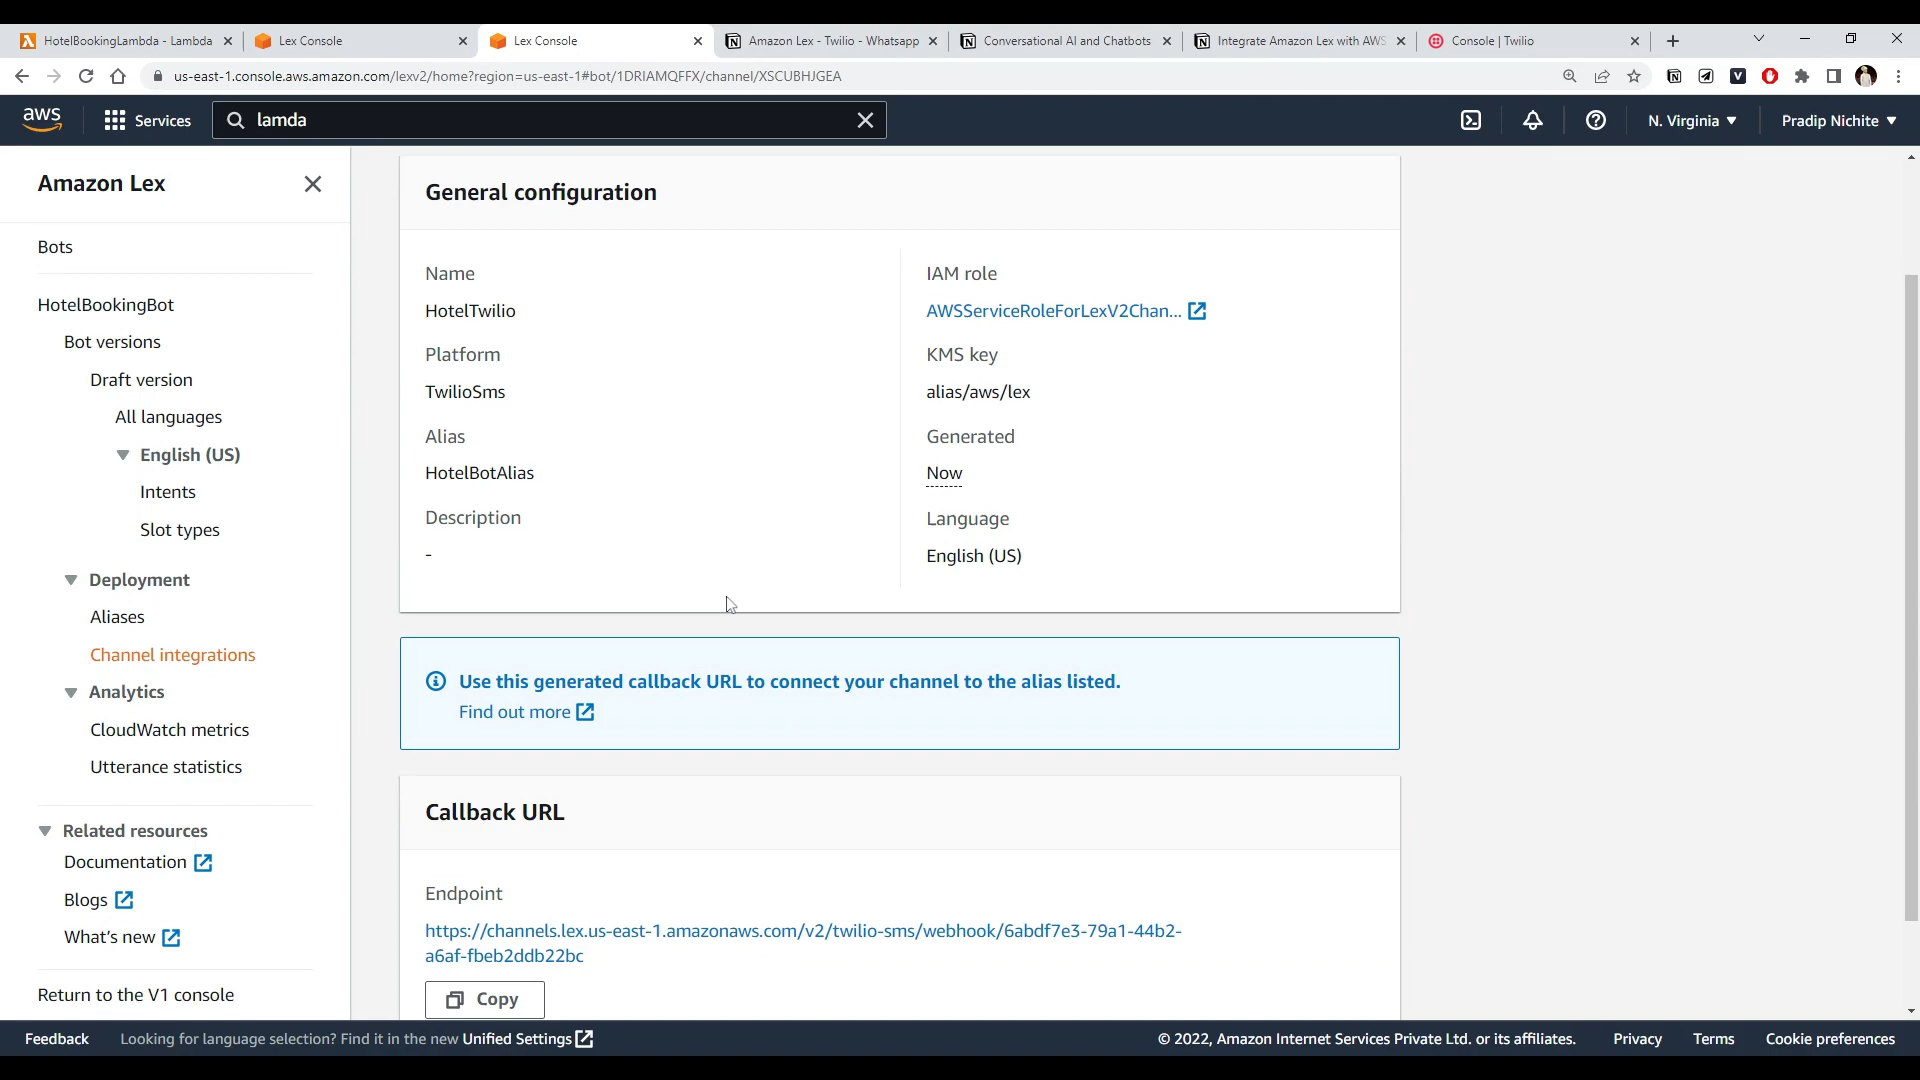 HotelBookingLambda - Lambda
Lex Console
Lex Console
Amazon Lex - Twilio - Whatsapp
Conversational AI and Chatbots
Integrate Amazon Lex with AWS
Console | Twilio
us-east-1.console.aws.amazon.com/lexv2/home?region=us-east-1#bot/1DRIAMQFFX/channel/XSCUBHJGEA
aws
Services
lamda
N. Virginia
Pradip Nichite
Amazon Lex
Bots
HotelBookingBot
Bot versions
Draft version
All languages
English (US)
Intents
Slot types
Deployment
Aliases
Channel integrations
Analytics
CloudWatch metrics
Utterance statistics
Related resources
Documentation
Blogs
What's new
Return to the V1 console
General configuration
Name
HotelTwilio
Platform
TwilioSms
Alias
HotelBotAlias
Description
-
IAM role
AWSServiceRoleForLexV2Chan...
KMS key
alias/aws/lex
Generated
Now
Language
English (US)
Use this generated callback URL to connect your channel to the alias listed.
Find out more
Callback URL
Endpoint
https://channels.lex.us-east-1.amazonaws.com/v2/twilio-sms/webhook/6abdf7e3-79a1-44b2-
a6af-fbeb2ddb22bc
Copy
Feedback
Looking for language selection? Find it in the new Unified Settings
© 2022, Amazon Internet Services Private Ltd. or its affiliates.
Privacy
Terms
Cookie preferences